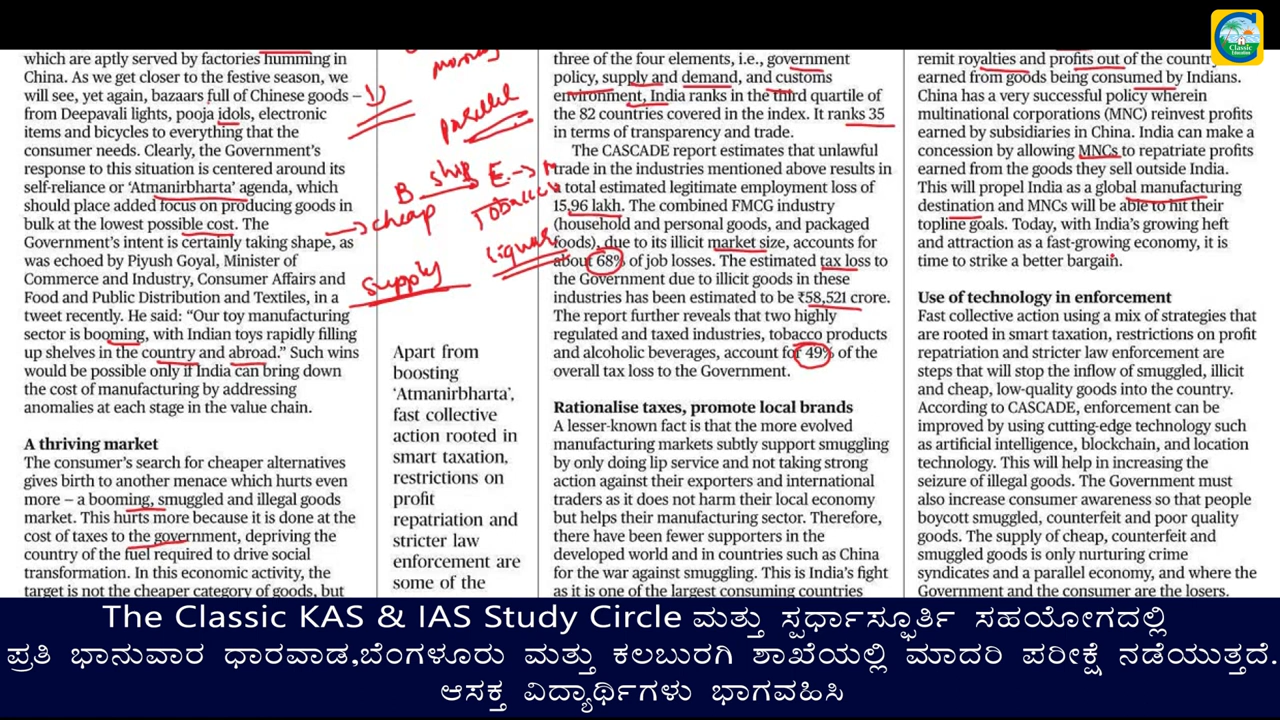 which are aptly served by factories humming in
China. As we get closer to the festive season, we
will see, yet again, bazaars full of Chinese goods –
from Deepavali lights, pooja idols, electronic
items and bicycles to everything that the
consumer needs. Clearly, the Government's
response to this situation is centered around its
self-reliance or 'Atmanirbharta' agenda, which
should place added focus on producing goods in
bulk at the lowest possible cost. The
Government's intent is certainly taking shape, as
was echoed by Piyush Goyal, Minister of
Commerce and Industry, Consumer Affairs and
Food and Public Distribution and Textiles, in a
tweet recently. He said: "Our toy manufacturing
sector is booming, with Indian toys rapidly filling
up shelves in the country and abroad." Such wins
would be possible only if India can bring down
the cost of manufacturing by addressing
anomalies at each stage in the value chain.
A thriving market
The consumer's search for cheaper alternatives
gives birth to another menace which hurts even
more – a booming, smuggled and illegal goods
market. This hurts more because it is done at the
cost of taxes to the government, depriving the
country of the fuel required to drive social
transformation. In this economic activity, the
target is not the cheaper category of goods, but
1)
parallel
B ship E → M
→ cheap
Tobacco
liquor
supply
Apart from
boosting
'Atmanirbharta',
fast collective
action rooted in
smart taxation,
restrictions on
profit
repatriation and
stricter law
enforcement are
some of the
three of the four elements, i.e., government
policy, supply and demand, and customs
environment. India ranks in the third quartile of
the 82 countries covered in the index. It ranks 35
in terms of transparency and trade.
The CASCADE report estimates that unlawful
trade in the industries mentioned above results in
a total estimated legitimate employment loss of
15.96 lakh. The combined FMCG industry
(household and personal goods, and packaged
foods), due to its illicit market size, accounts for
about 68% of job losses. The estimated tax loss to
the Government due to illicit goods in these
industries has been estimated to be ₹58,521 crore.
The report further reveals that two highly
regulated and taxed industries, tobacco products
and alcoholic beverages, account for 49% of the
overall tax loss to the Government.
Rationalise taxes, promote local brands
A lesser-known fact is that the more evolved
manufacturing markets subtly support smuggling
by only doing lip service and not taking strong
action against their exporters and international
traders as it does not harm their local economy
but helps their manufacturing sector. Therefore,
there have been fewer supporters in the
developed world and in countries such as China
for the war against smuggling. This is India's fight
as it is one of the largest consuming countries
remit royalties and profits out of the country
earned from goods being consumed by Indians.
China has a very successful policy wherein
multinational corporations (MNC) reinvest profits
earned by subsidiaries in China. India can make a
concession by allowing MNCs to repatriate profits
earned from the goods they sell outside India.
This will propel India as a global manufacturing
destination and MNCs will be able to hit their
topline goals. Today, with India's growing heft
and attraction as a fast-growing economy, it is
time to strike a better bargain.
Use of technology in enforcement
Fast collective action using a mix of strategies that
are rooted in smart taxation, restrictions on profit
repatriation and stricter law enforcement are
steps that will stop the inflow of smuggled, illicit
and cheap, low-quality goods into the country.
According to CASCADE, enforcement can be
improved by using cutting-edge technology such
as artificial intelligence, blockchain, and location
technology. This will help in increasing the
seizure of illegal goods. The Government must
also increase consumer awareness so that people
boycott smuggled, counterfeit and poor quality
goods. The supply of cheap, counterfeit and
smuggled goods is only nurturing crime
syndicates and a parallel economy, and where the
Government and the consumer are the losers.
Classic
Education
The Classic KAS & IAS Study Circle ಮತ್ತು ಸ್ಪರ್ಧಾಸ್ಫೂರ್ತಿ ಸಹಯೋಗದಲ್ಲಿ
ಪ್ರತಿ ಭಾನುವಾರ ಧಾರವಾಡ,ಬೆಂಗಳೂರು ಮತ್ತು ಕಲಬುರಗಿ ಶಾಖೆಯಲ್ಲಿ ಮಾದರಿ ಪರೀಕ್ಷೆ ನಡೆಯುತ್ತದೆ.
ಆಸಕ್ತ ವಿದ್ಯಾರ್ಥಿಗಳು ಭಾಗವಹಿಸಿ